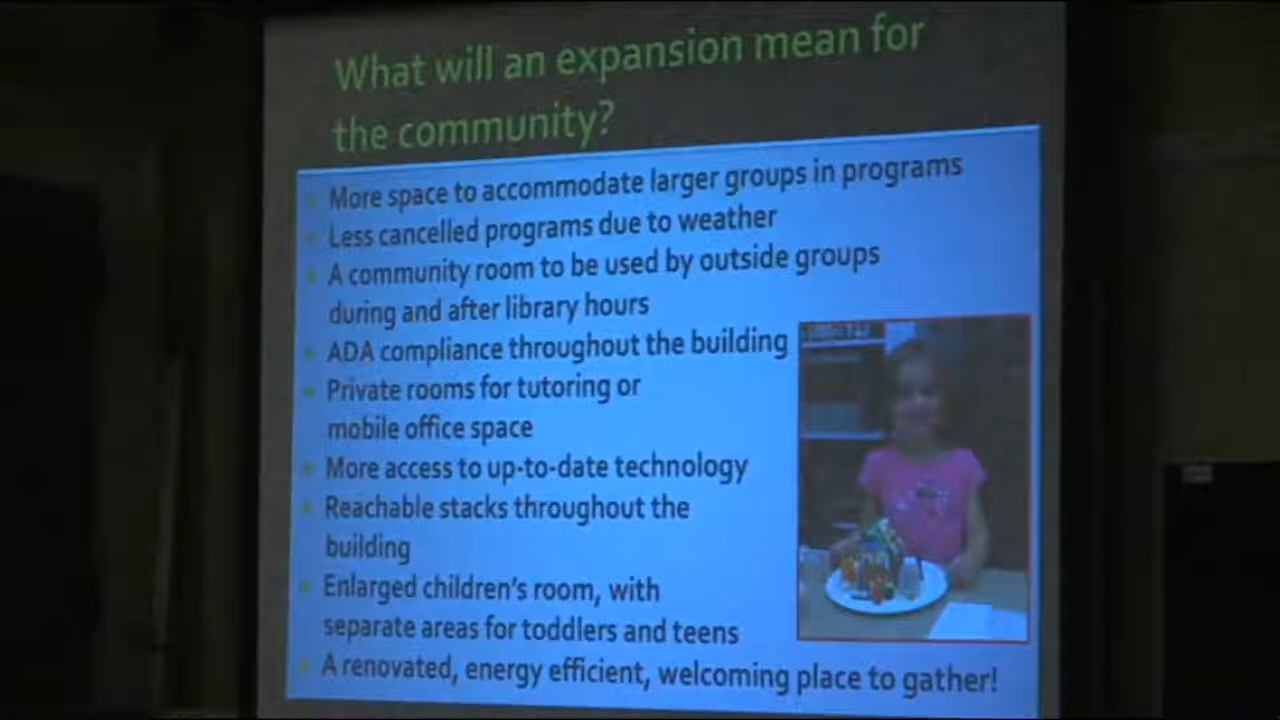 What will an expansion mean for
the community?
More space to accommodate larger groups in programs
Less cancelled programs due to weather
A community room to be used by outside groups
during and after library hours
ADA compliance throughout the building
Private rooms for tutoring or
mobile office space
More access to up-to-date technology
Reachable stacks throughout the
building
Enlarged children's room, with
separate areas for toddlers and teens
A renovated, energy efficient, welcoming place to gather!